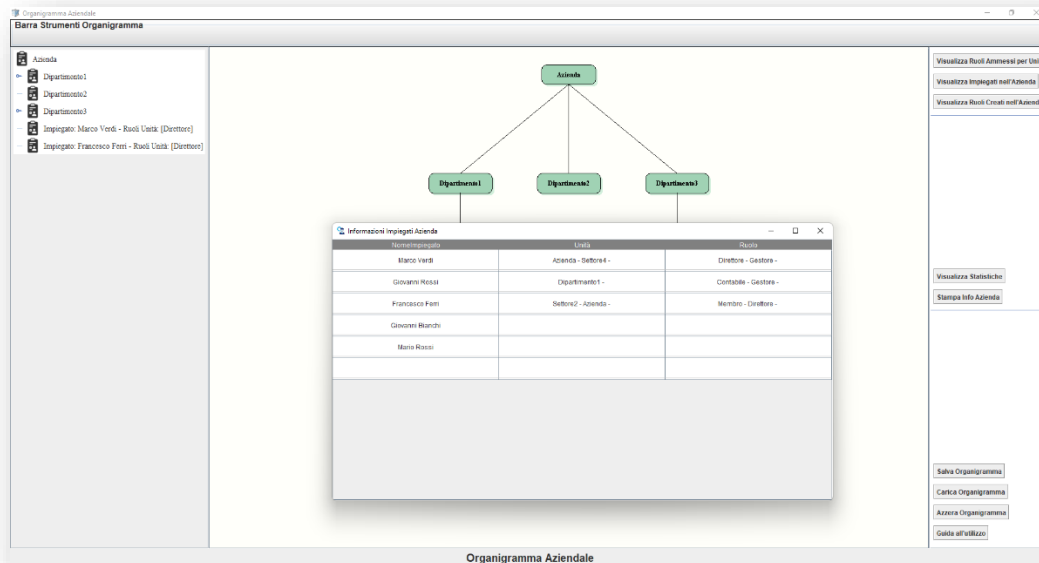 Organigramma Aziendale
Barra Strumenti Organigramma
Azienda
Dipartimento1
Dipartimento2
Dipartimento3
Impiegato: Marco Verdi - Ruoli Unità: [Direttore]
Impiegato: Francesco Ferri - Ruoli Unità: [Direttore]
Azienda
Dipartimento1
Dipartimento2
Dipartimento3
Informazioni Impiegati Azienda
NomeImpiegato Unità Ruolo
Marco Verdi Azienda - Settore4 - Direttore - Gestore -
Giovanni Rossi Dipartimento1 - Contabile - Gestore -
Francesco Ferri Settore2 - Azienda - Membro - Direttore -
Giovanni Bianchi
Mario Rossi
Visualizza Ruoli Ammessi per Uni
Visualizza Impiegati nell'Azienda
Visualizza Ruoli Creati nell'Aziend
Visualizza Statistiche
Stampa Info Azienda
Salva Organigramma
Carica Organigramma
Azzera Organigramma
Guida all'utilizzo
Organigramma Aziendale